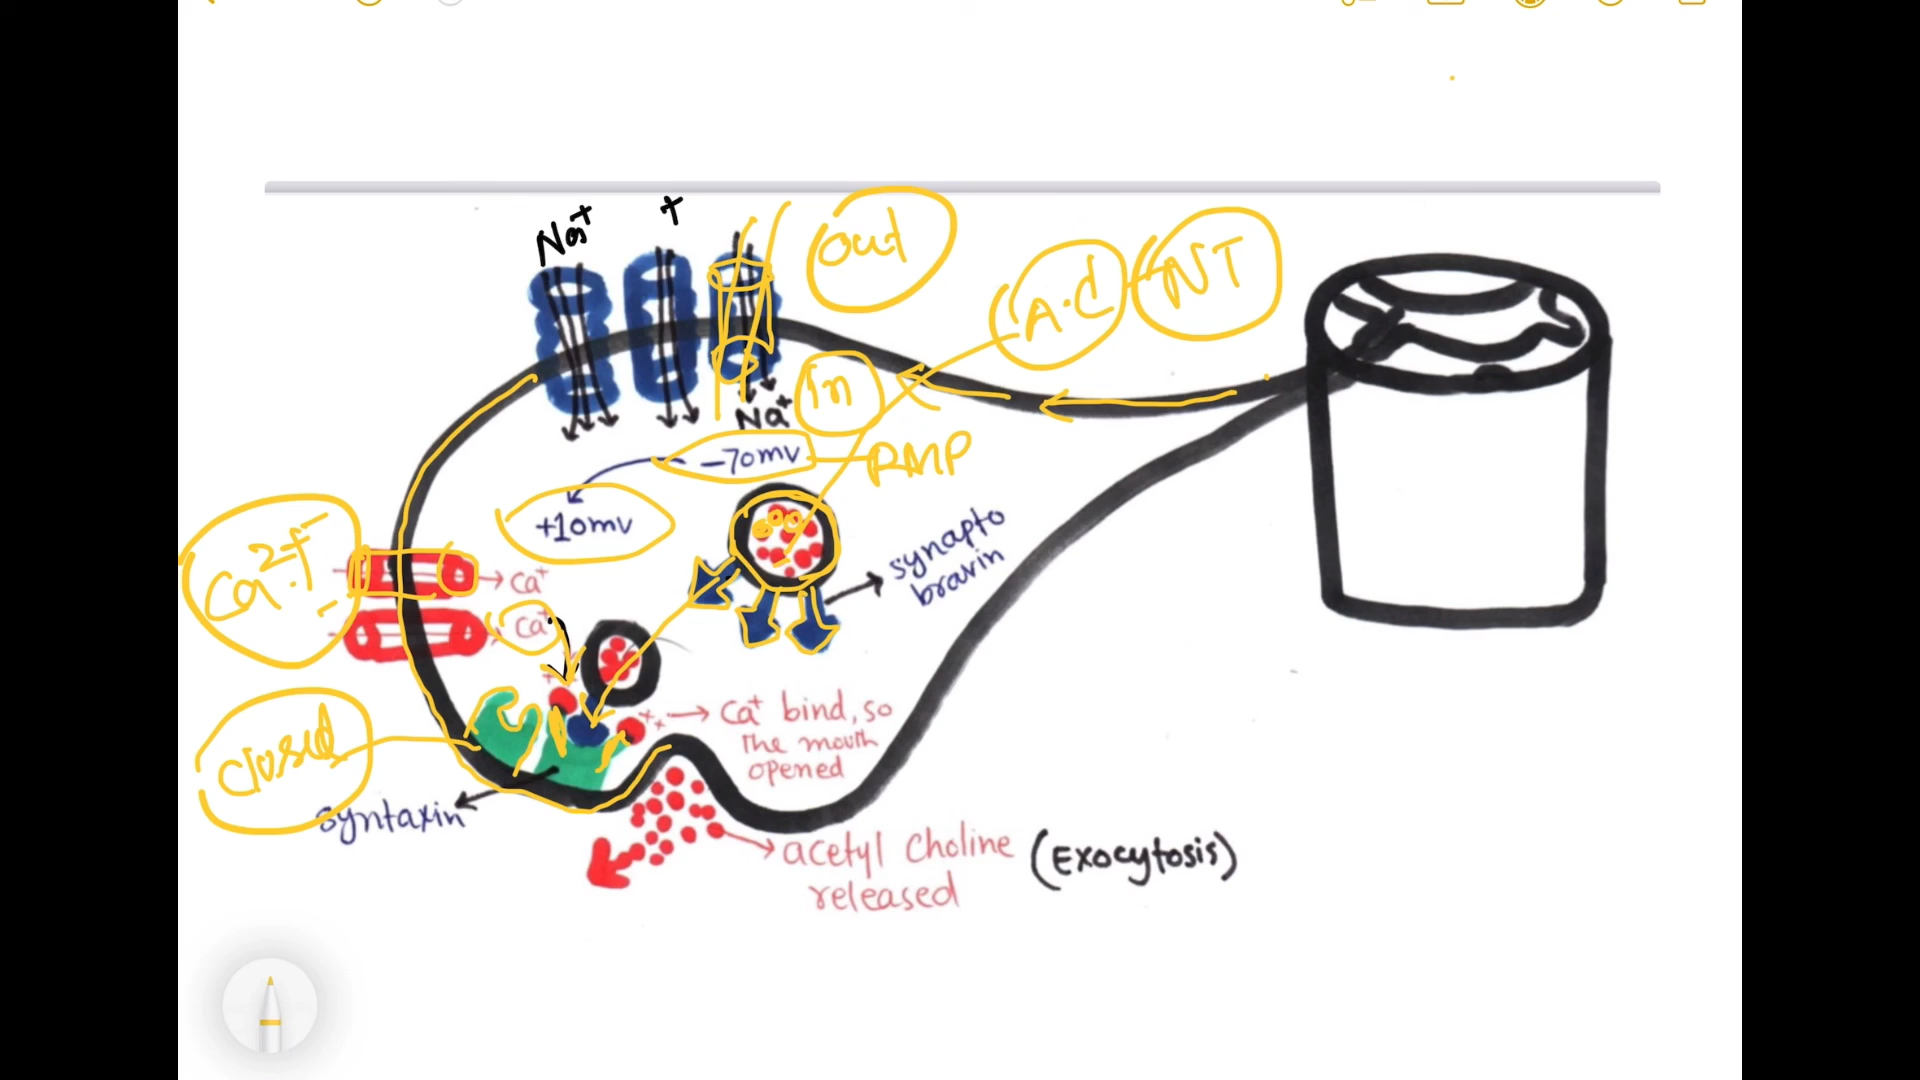 Na+
+
out
A.d
NT
In
Na+
-70mv
RMP
+10mv
Ca2+
Ca+
Ca+
synapto
bravin
closed
Ca+ bind, so
The mouth
opened
syntaxin
acetyl choline
released
(Exocytosis)